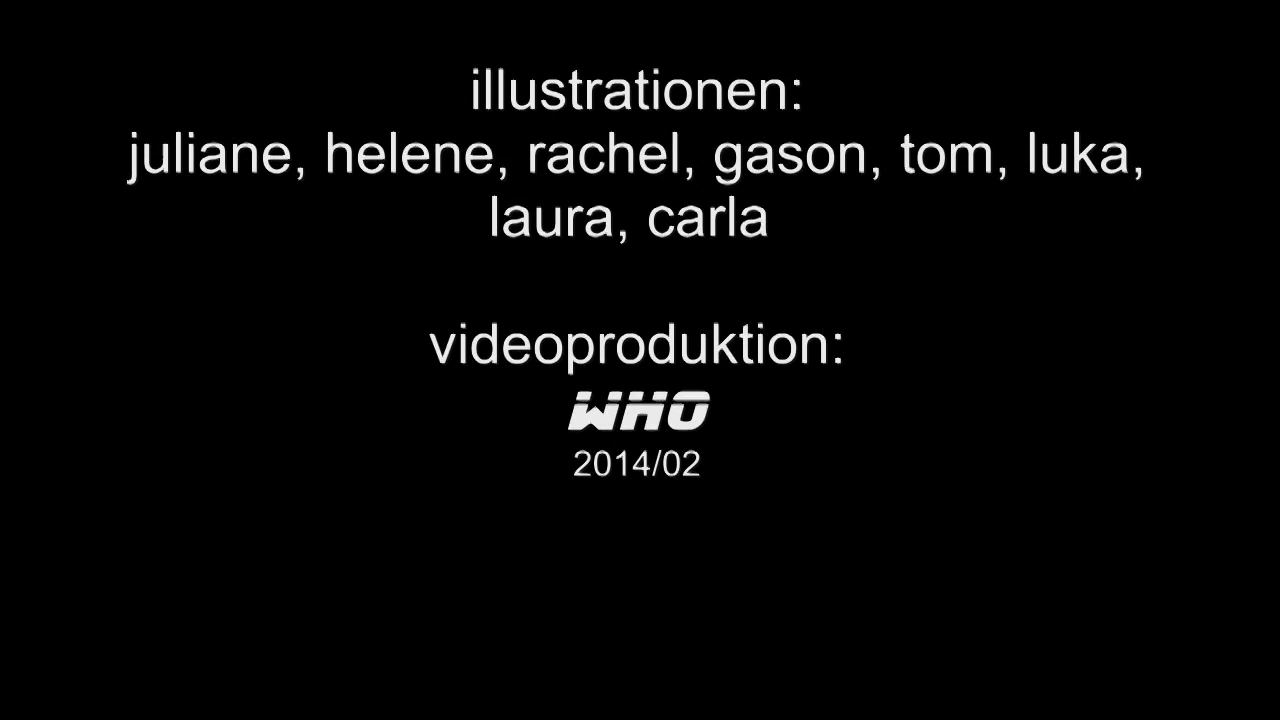 illustrationen:
juliane, helene, rachel, gason, tom, luka,
laura, carla
videoproduktion:
WHO
2014/02